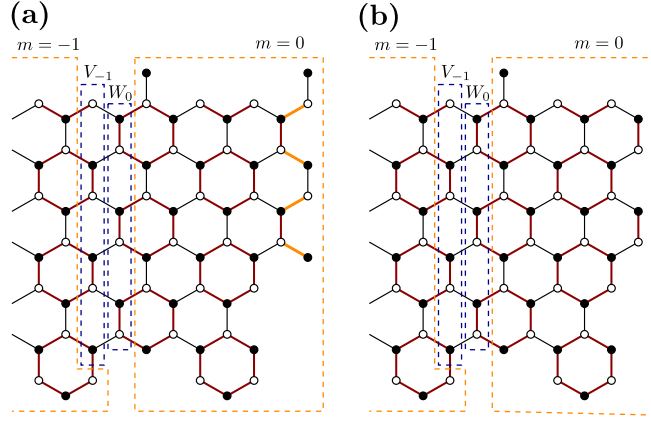 (a)
m = −1
V₋₁
W₀
m = 0
(b)
m = −1
V₋₁
W₀
m = 0